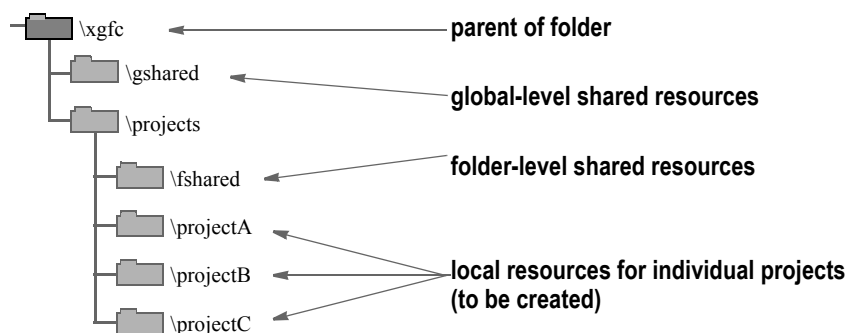 \xgfc
parent of folder
\gshared
global-level shared resources
\projects
folder-level shared resources
\fshared
\projectA
\projectB
local resources for individual projects
(to be created)
\projectC